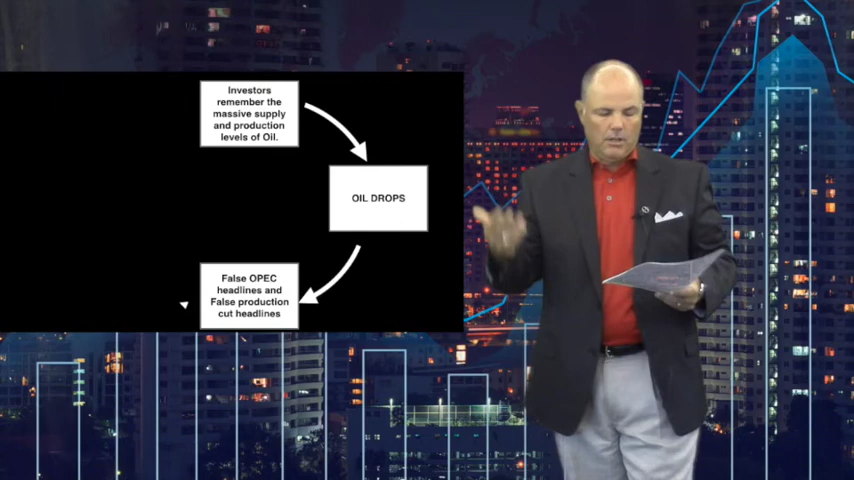 Investors
remember the
massive supply
and production
levels of Oil.
OIL DROPS
False OPEC
headlines and
False production
cut headlines